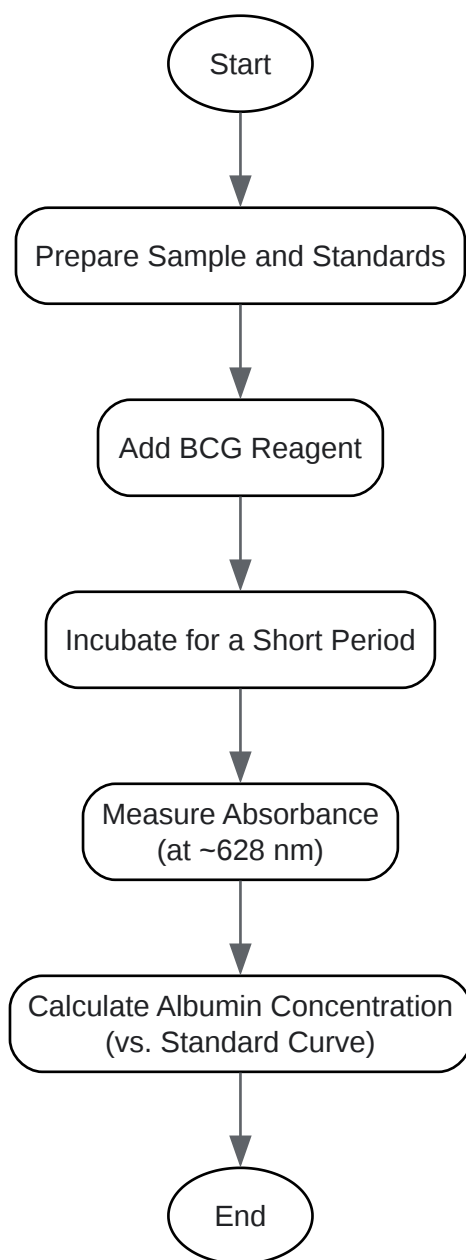 Start
Prepare Sample and Standards
Add BCG Reagent
Incubate for a Short Period
Measure Absorbance
(at ~628 nm)
Calculate Albumin Concentration
(vs. Standard Curve)
End